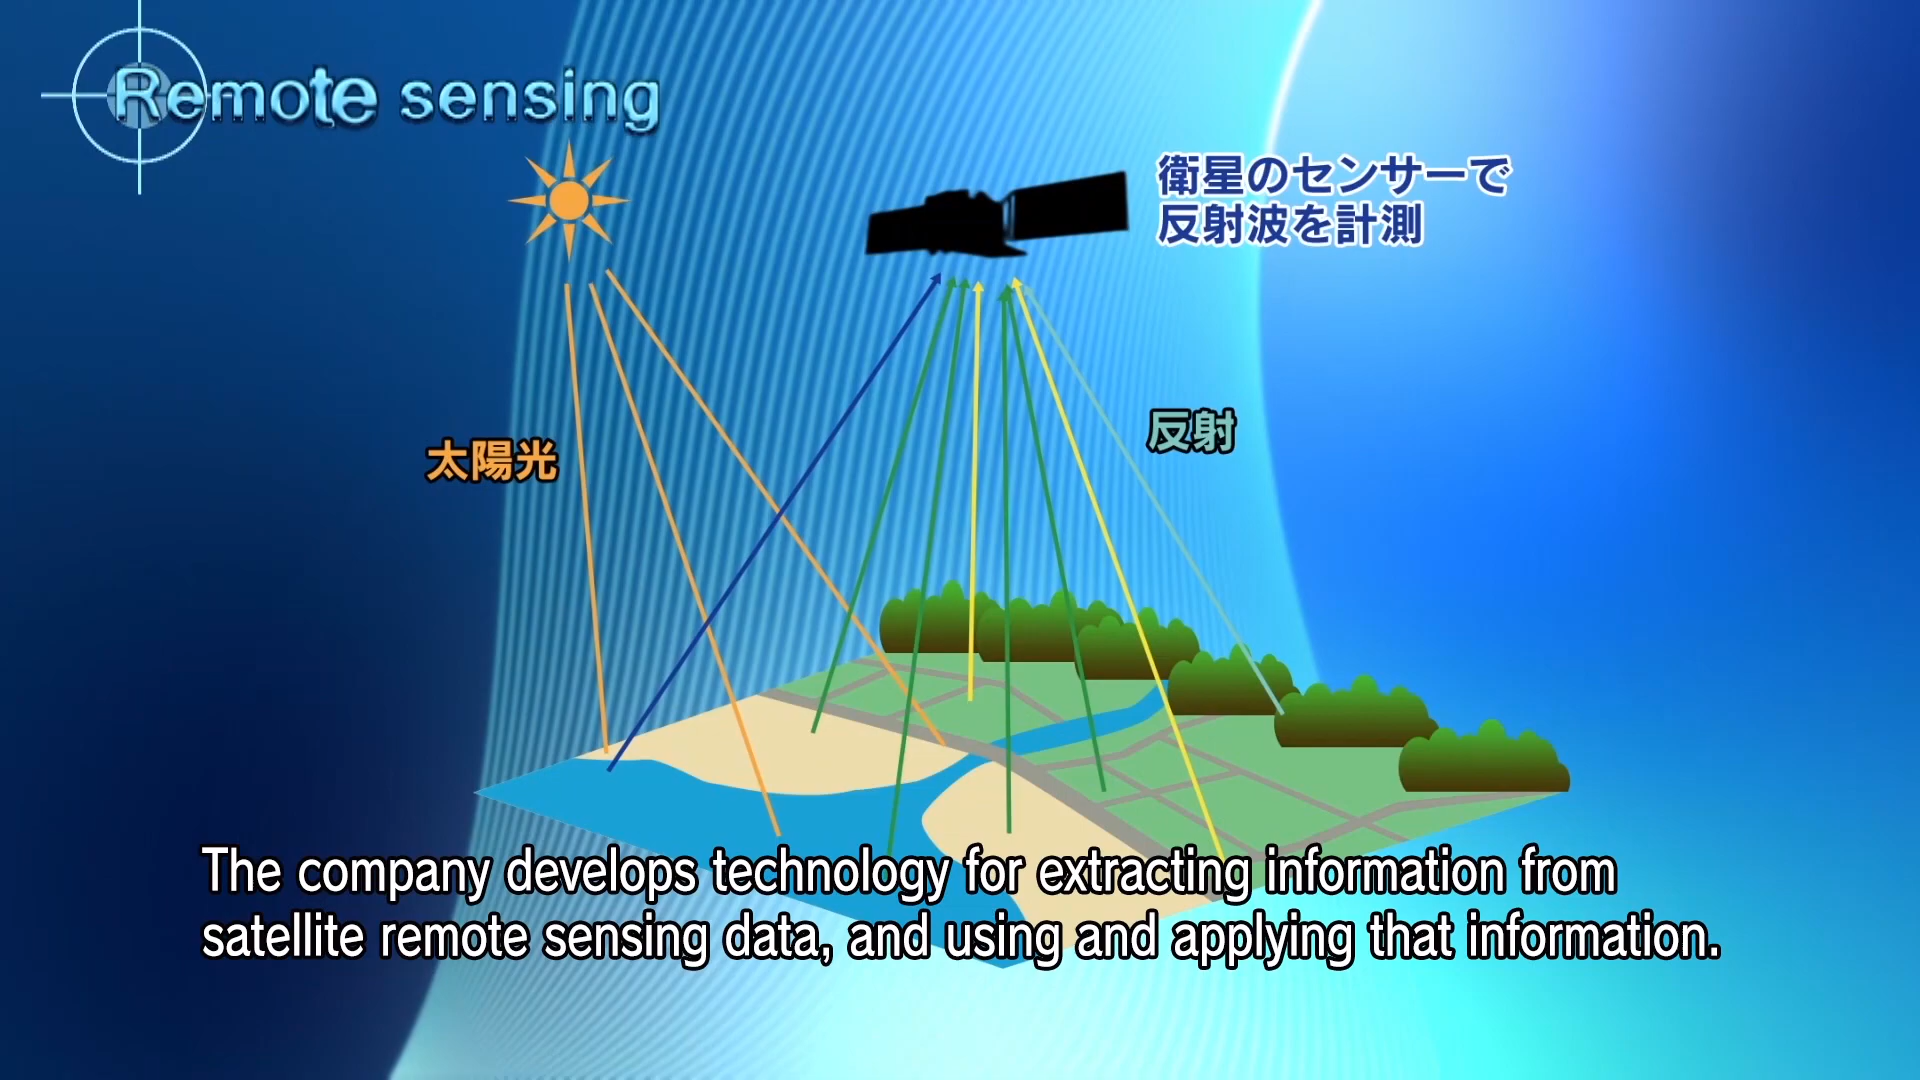 Remote sensing
衛星のセンサーで
反射波を計測
反射
太陽光
The company develops technology for extracting information from
satellite remote sensing data, and using and applying that information.